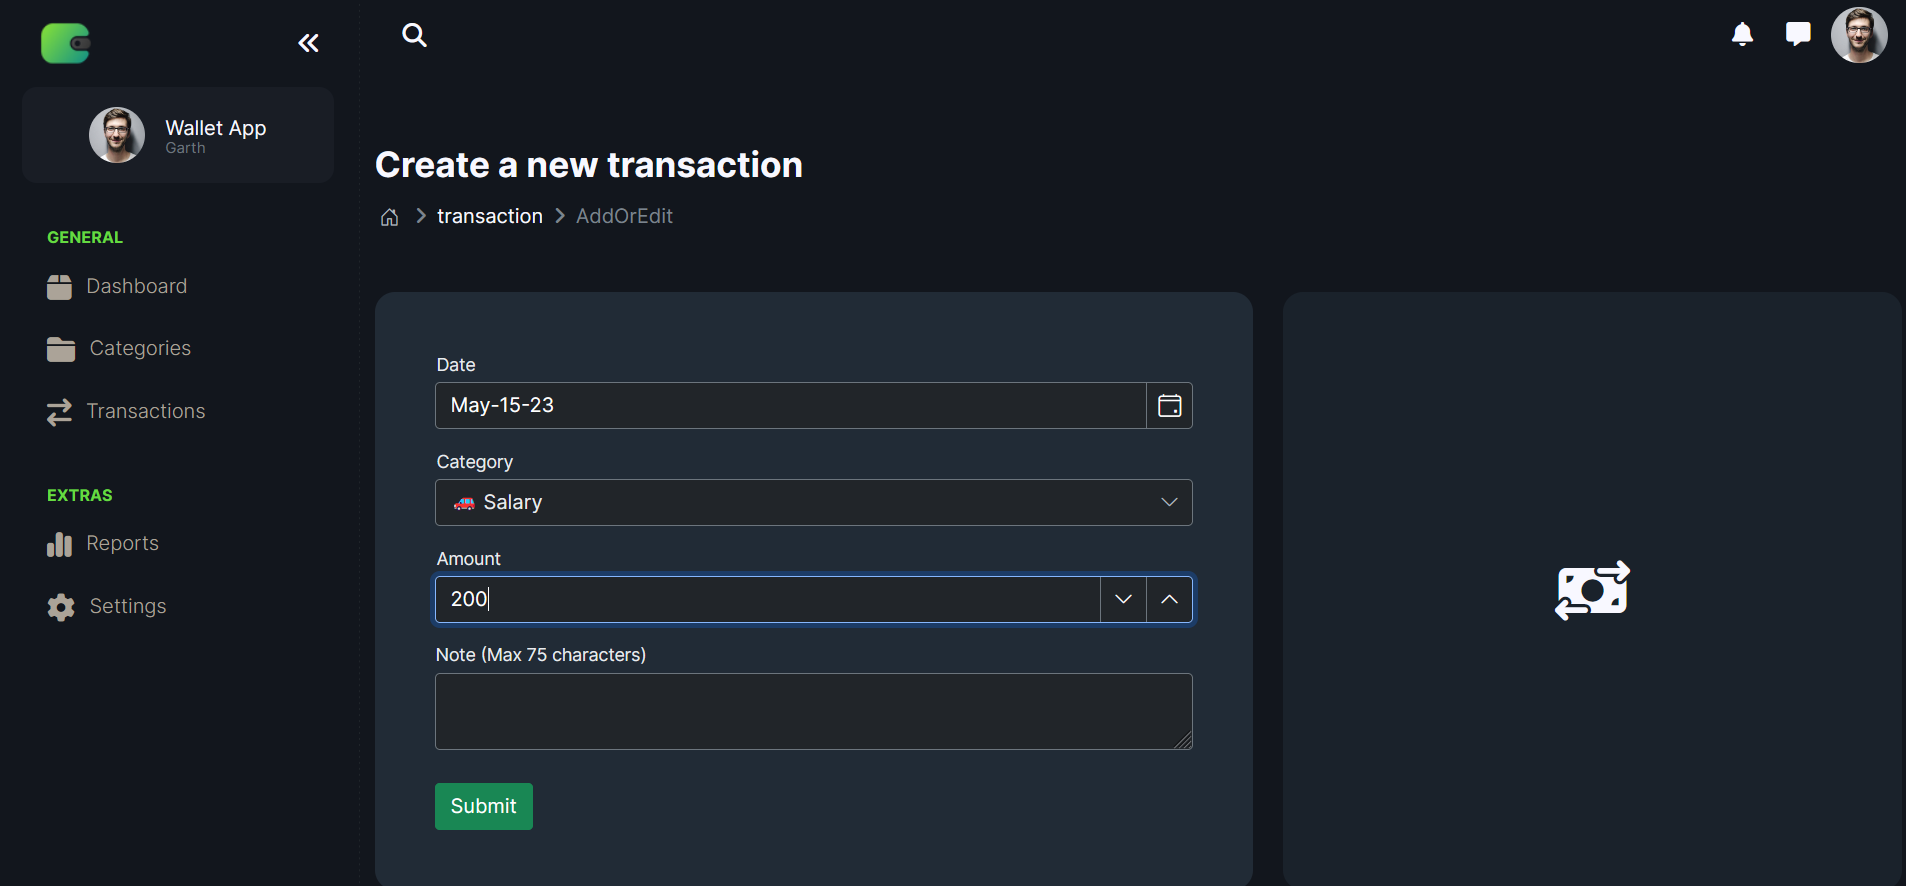 Wallet App
Garth
GENERAL
Dashboard
Categories
Transactions
EXTRAS
Reports
Settings
Create a new transaction
transaction
AddOrEdit
Date
May-15-23
Category
Salary
Amount
200
Note (Max 75 characters)
Submit